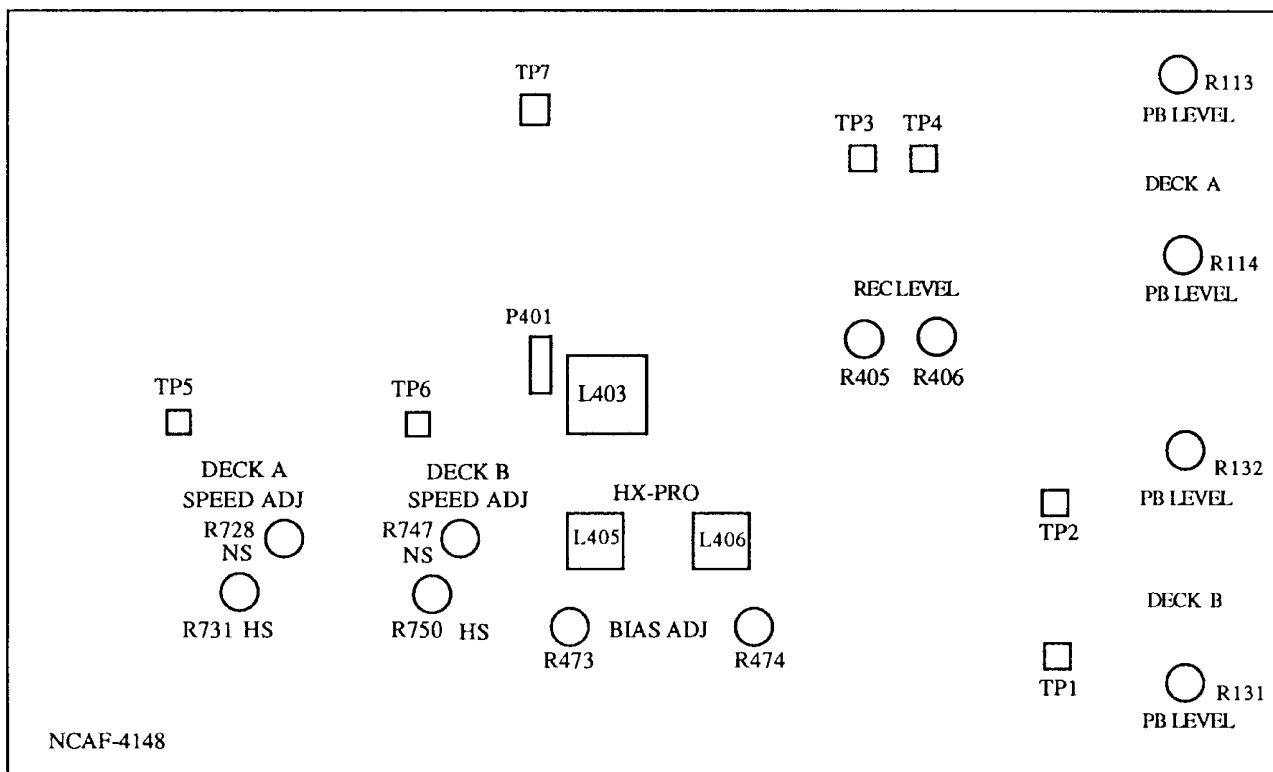 TP7
R113
PB LEVEL
TP3 TP4
DECK A
R114
PB LEVEL
REC LEVEL
R405 R406
P401
L403
TP5
TP6
DECK A
SPEED ADJ
R728
NS
R731 HS
DECK B
SPEED ADJ
R747
NS
R750 HS
HX-PRO
L405 L406
BIAS ADJ
R473 R474
R132
PB LEVEL
TP2
DECK B
TP1
R131
PB LEVEL
NCAF-4148